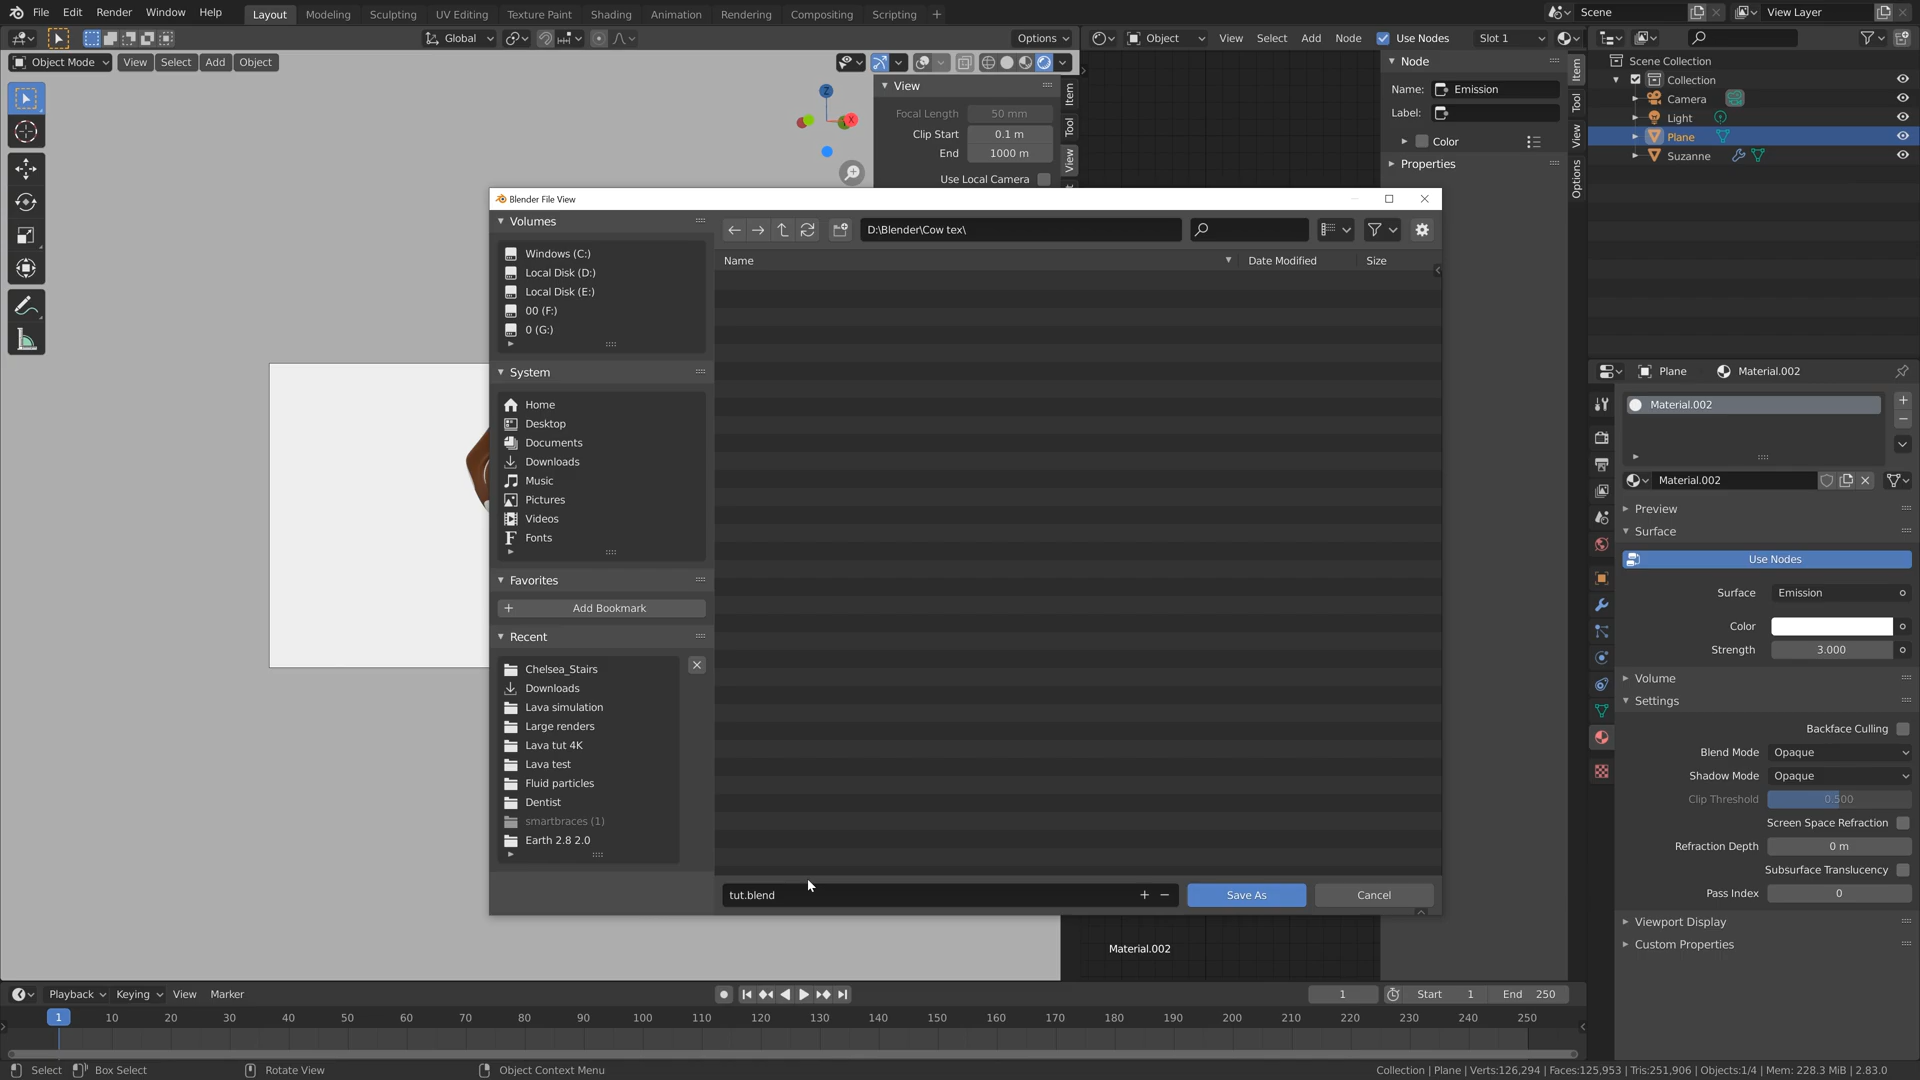 File Edit Render Window Help Layout Modeling Sculpting UV Editing Texture Paint Shading Animation Rendering Compositing Scripting + Scene View Layer
Global Options Object View Select Add Node Use Nodes Slot 1
Object Mode View Select Add Object
View
Focal Length 50 mm
Clip Start 0.1 m
End 1000 m
Use Local Camera
Item
Tool
View
Z
X
Node
Name: Emission
Label:
Color
Properties
Item
Tool
View
Options
Scene Collection
Collection
Camera
Light
Plane
Suzanne
Blender File View
Volumes
Windows (C:)
Local Disk (D:)
Local Disk (E:)
00 (F:)
0 (G:)
System
Home
Desktop
Documents
Downloads
Music
Pictures
Videos
Fonts
Favorites
Add Bookmark
Recent
Chelsea_Stairs
Downloads
Lava simulation
Large renders
Lava tut 4K
Lava test
Fluid particles
Dentist
smartbraces (1)
Earth 2.8 2.0
D:\Blender\Cow tex\
Name Date Modified Size
tut.blend + − Save As Cancel
Material.002
Plane Material.002
Material.002
Material.002
Preview
Surface
Use Nodes
Surface Emission
Color
Strength 3.000
Volume
Settings
Backface Culling
Blend Mode Opaque
Shadow Mode Opaque
Clip Threshold 0.500
Screen Space Refraction
Refraction Depth 0 m
Subsurface Translucency
Pass Index 0
Viewport Display
Custom Properties
Playback Keying View Marker 1 Start 1 End 250
1 10 20 30 40 50 60 70 80 90 100 110 120 130 140 150 160 170 180 190 200 210 220 230 240 250
Select Box Select Rotate View Object Context Menu Collection | Plane | Verts:126,294 | Faces:125,953 | Tris:251,906 | Objects:1/4 | Mem: 228.3 MiB | 2.83.0